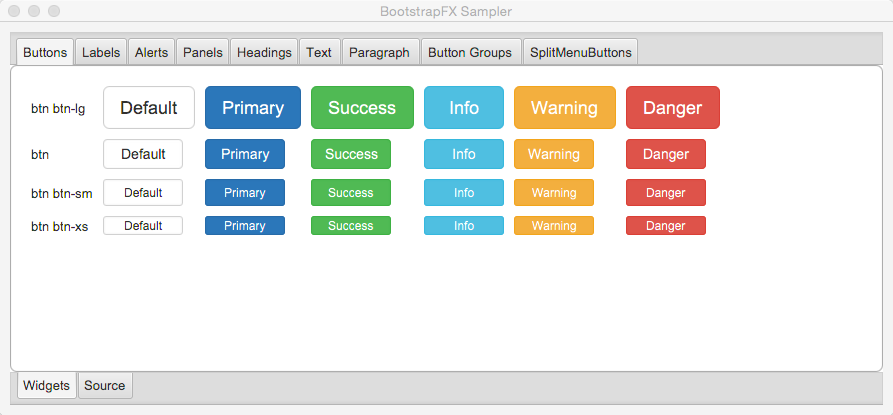 BootstrapFX Sampler
Buttons Labels Alerts Panels Headings Text Paragraph Button Groups SplitMenuButtons
btn btn-lg Default Primary Success Info Warning Danger
btn Default Primary Success Info Warning Danger
btn btn-sm Default Primary Success Info Warning Danger
btn btn-xs Default Primary Success Info Warning Danger
Widgets Source